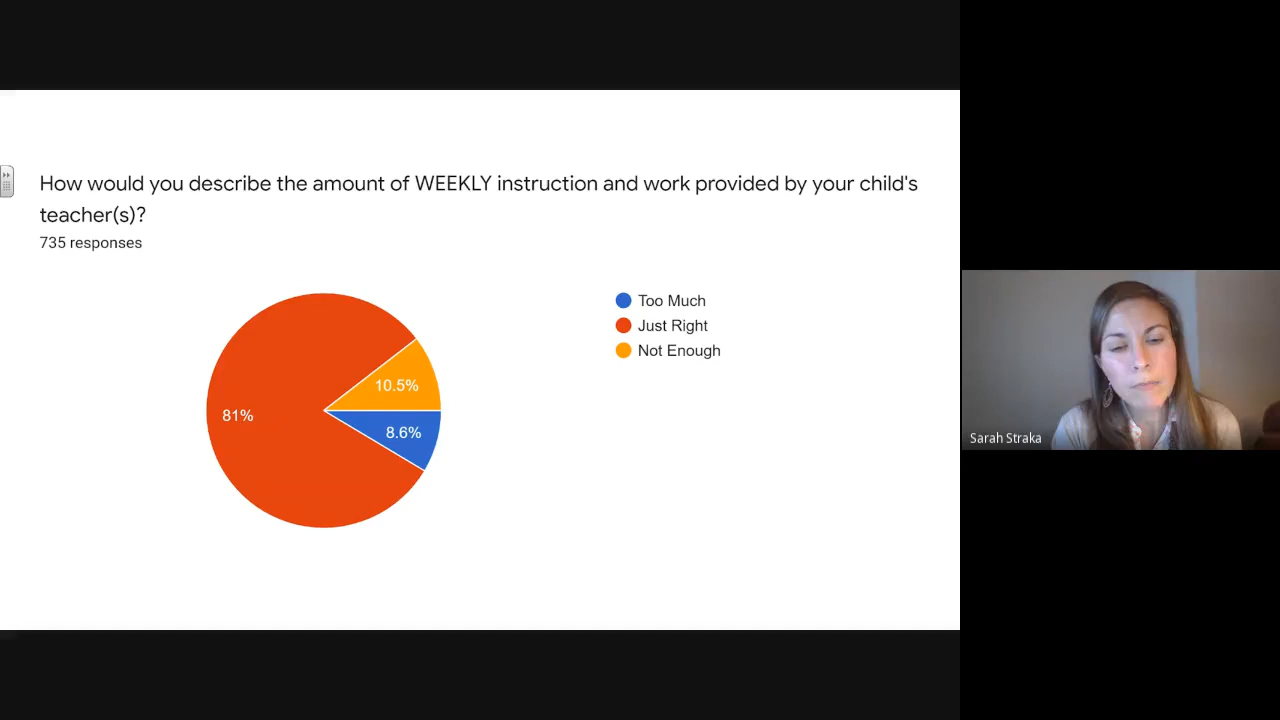 How would you describe the amount of WEEKLY instruction and work provided by your child's
teacher(s)?
735 responses
Too Much
Just Right
Not Enough
10.5%
81%
8.6%
Sarah Straka